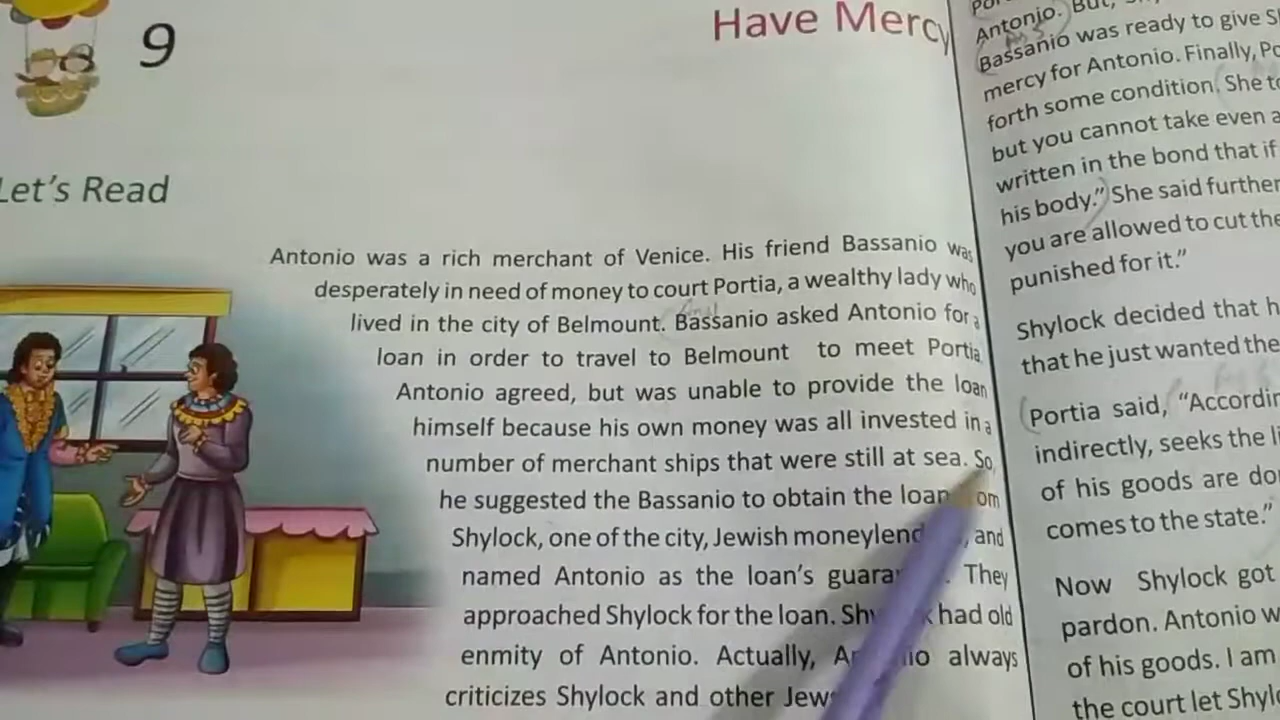 9
Have Mercy
Let's Read
Antonio was a rich merchant of Venice. His friend Bassanio was
desperately in need of money to court Portia, a wealthy lady who
lived in the city of Belmount. Bassanio asked Antonio for a
loan in order to travel to Belmount to meet Portia.
Antonio agreed, but was unable to provide the loan
himself because his own money was all invested in a
number of merchant ships that were still at sea. So,
he suggested the Bassanio to obtain the loan
Shylock, one of the city, Jewish and
named Antonio as the loan's They
approached Shylock for the loan. had old
enmity of Antonio. Actually, always
criticizes Shylock and other
Antonio. But,
Bassanio was ready to give
mercy for Antonio. Finally,
forth some condition. She
but you cannot take even a
written in the bond that if
his body." She said further
you are allowed to cut the
punished for it."
Shylock decided that
that he just wanted the
Portia said,
indirectly, seeks the
of his goods are
comes to the state."
Now Shylock got
pardon. Antonio
of his goods. I am
the court let